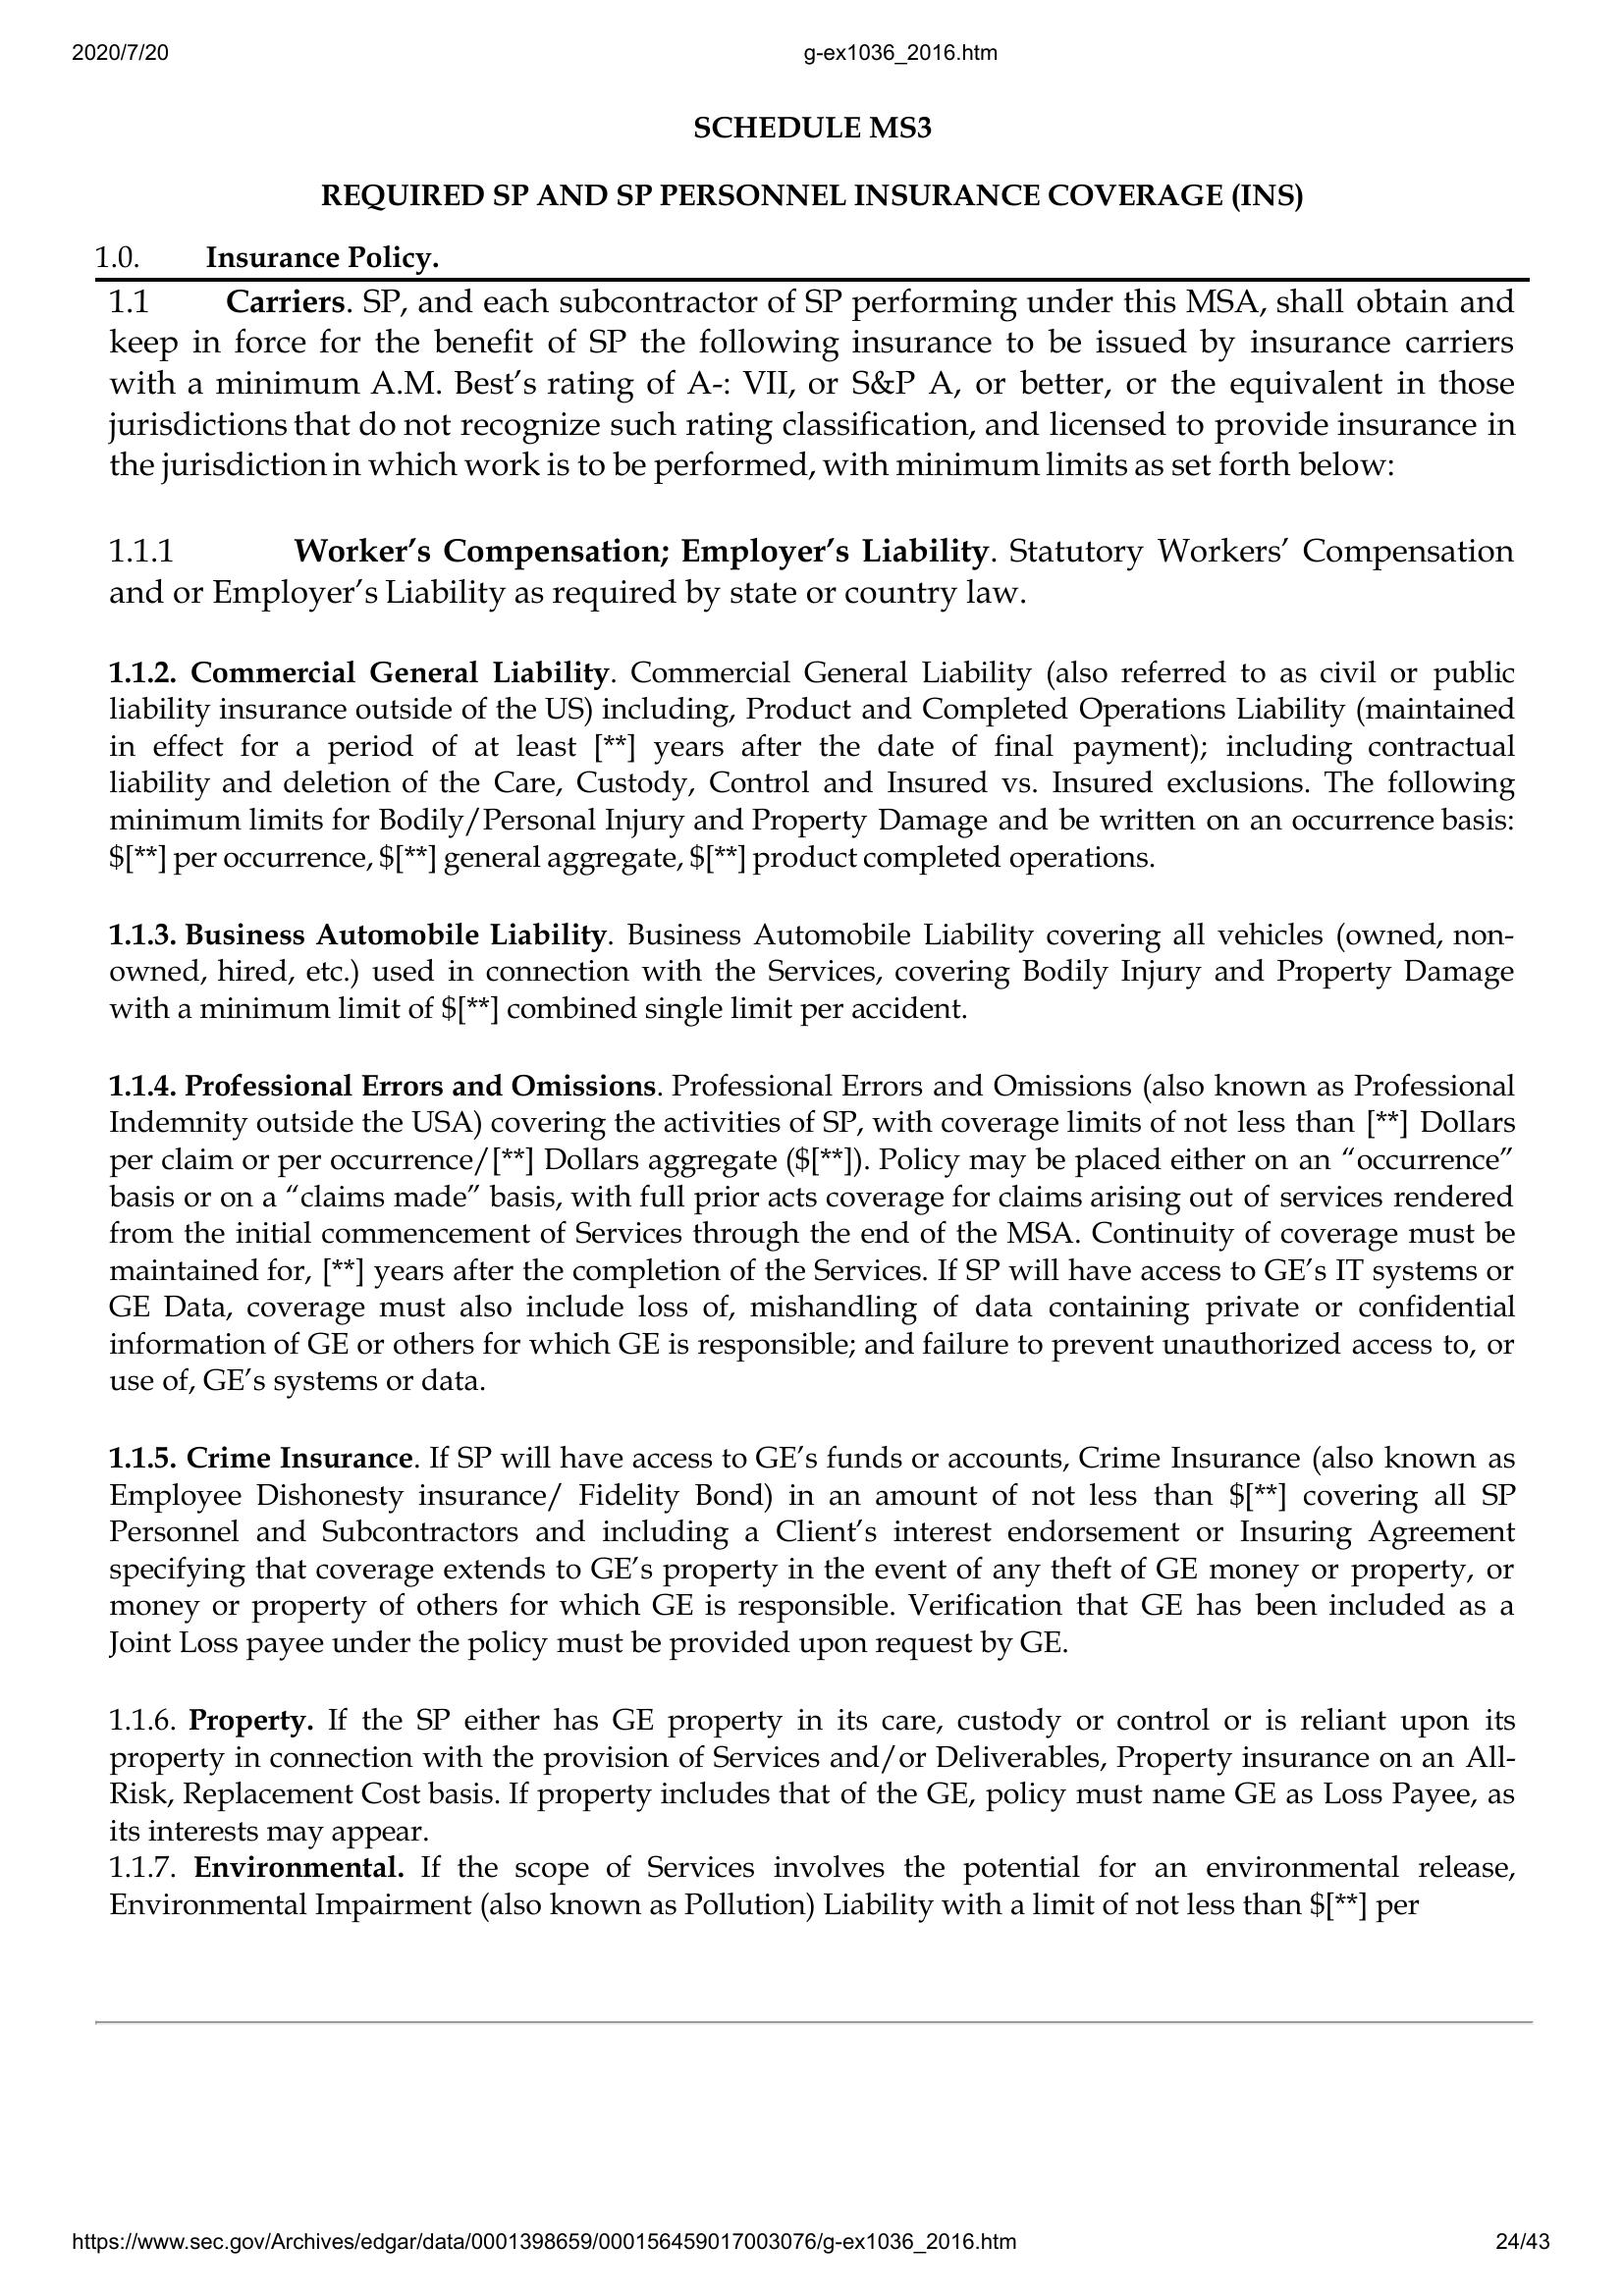 2020/7/20 g-ex1036_2016.htm
SCHEDULE MS3
REQUIRED SP AND SP PERSONNEL INSURANCE COVERAGE (INS)
1.0. Insurance Policy.
1.1 Carriers. SP, and each subcontractor of SP performing under this MSA, shall obtain and
keep in force for the benefit of SP the following insurance to be issued by insurance carriers
with a minimum A.M. Best’s rating of A-: VII, or S&P A, or better, or the equivalent in those
jurisdictions that do not recognize such rating classification, and licensed to provide insurance in
the jurisdiction in which work is to be performed, with minimum limits as set forth below:
1.1.1 Worker’s Compensation; Employer’s Liability. Statutory Workers’ Compensation
and or Employer’s Liability as required by state or country law.
1.1.2. Commercial General Liability. Commercial General Liability (also referred to as civil or public
liability insurance outside of the US) including, Product and Completed Operations Liability (maintained
in effect for a period of at least [**] years after the date of final payment); including contractual
liability and deletion of the Care, Custody, Control and Insured vs. Insured exclusions. The following
minimum limits for Bodily/Personal Injury and Property Damage and be written on an occurrence basis:
$[**] per occurrence, $[**] general aggregate, $[**] product completed operations.
1.1.3. Business Automobile Liability. Business Automobile Liability covering all vehicles (owned, non-
owned, hired, etc.) used in connection with the Services, covering Bodily Injury and Property Damage
with a minimum limit of $[**] combined single limit per accident.
1.1.4. Professional Errors and Omissions. Professional Errors and Omissions (also known as Professional
Indemnity outside the USA) covering the activities of SP, with coverage limits of not less than [**] Dollars
per claim or per occurrence/[**] Dollars aggregate ($[**]). Policy may be placed either on an “occurrence”
basis or on a “claims made” basis, with full prior acts coverage for claims arising out of services rendered
from the initial commencement of Services through the end of the MSA. Continuity of coverage must be
maintained for, [**] years after the completion of the Services. If SP will have access to GE’s IT systems or
GE Data, coverage must also include loss of, mishandling of data containing private or confidential
information of GE or others for which GE is responsible; and failure to prevent unauthorized access to, or
use of, GE’s systems or data.
1.1.5. Crime Insurance. If SP will have access to GE’s funds or accounts, Crime Insurance (also known as
Employee Dishonesty insurance/ Fidelity Bond) in an amount of not less than $[**] covering all SP
Personnel and Subcontractors and including a Client’s interest endorsement or Insuring Agreement
specifying that coverage extends to GE’s property in the event of any theft of GE money or property, or
money or property of others for which GE is responsible. Verification that GE has been included as a
Joint Loss payee under the policy must be provided upon request by GE.
1.1.6. Property. If the SP either has GE property in its care, custody or control or is reliant upon its
property in connection with the provision of Services and/or Deliverables, Property insurance on an All-
Risk, Replacement Cost basis. If property includes that of the GE, policy must name GE as Loss Payee, as
its interests may appear.
1.1.7. Environmental. If the scope of Services involves the potential for an environmental release,
Environmental Impairment (also known as Pollution) Liability with a limit of not less than $[**] per
https://www.sec.gov/Archives/edgar/data/0001398659/000156459017003076/g-ex1036_2016.htm 24/43